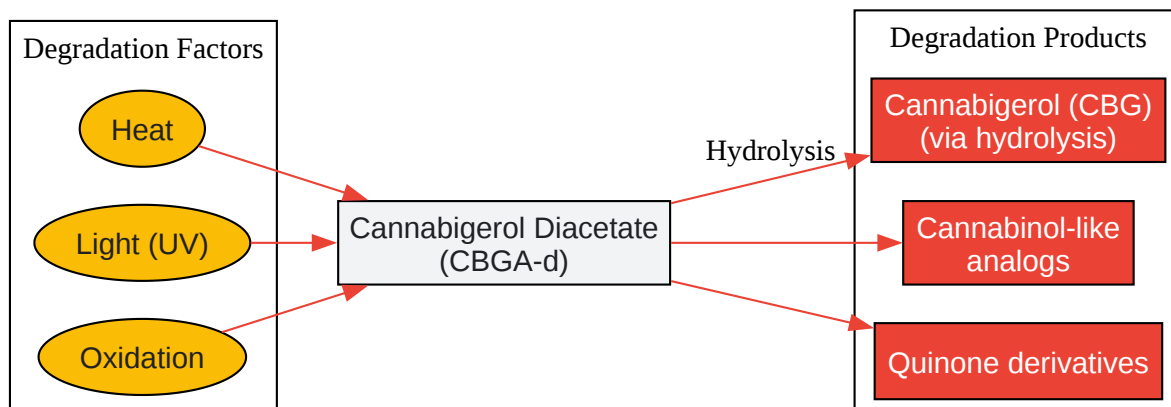 Degradation Factors
Heat
Light (UV)
Oxidation
Cannabigerol Diacetate
(CBGA-d)
Hydrolysis
Degradation Products
Cannabigerol (CBG)
(via hydrolysis)
Cannabinol-like
analogs
Quinone derivatives